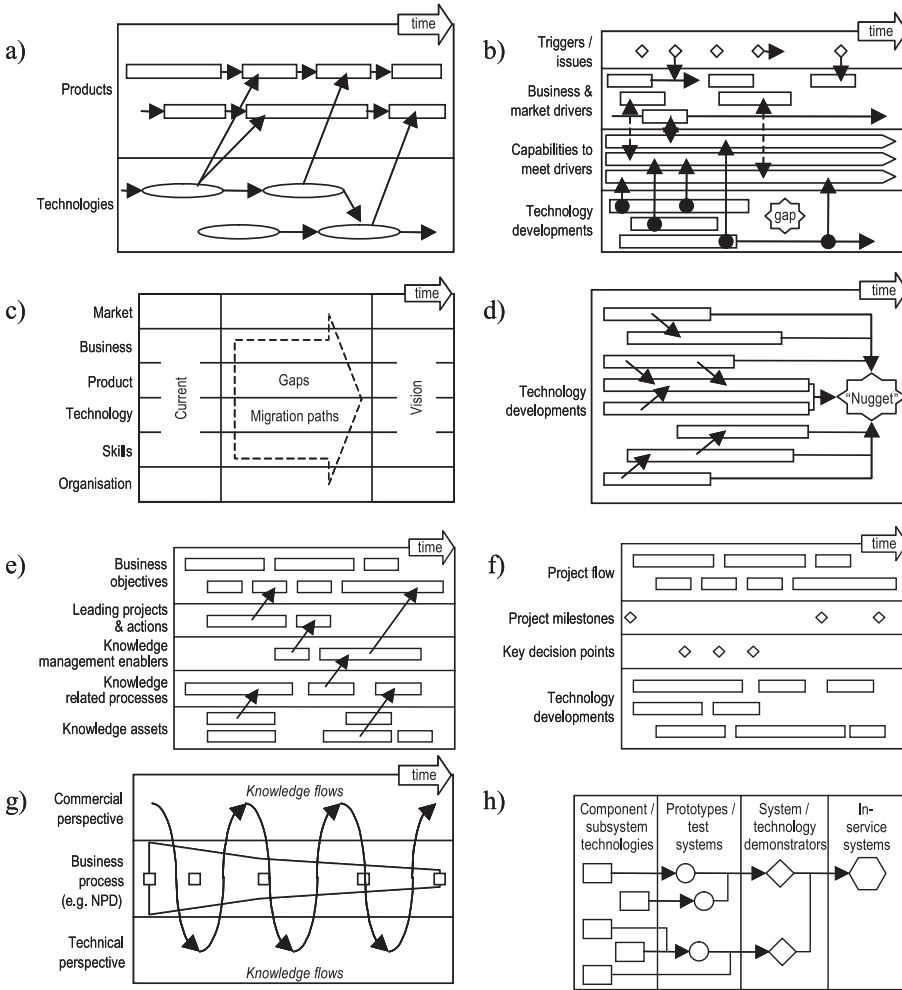 a)
time
Products
Technologies
b)
time
Triggers /
issues
Business &
market drivers
Capabilities to
meet drivers
Technology
developments
gap
c)
time
Market
Business
Product
Technology
Skills
Organisation
Current
Gaps
Migration paths
Vision
d)
time
Technology
developments
“Nugget”
e)
time
Business
objectives
Leading projects
& actions
Knowledge
management enablers
Knowledge
related processes
Knowledge assets
f)
time
Project flow
Project milestones
Key decision points
Technology
developments
g)
time
Commercial
perspective
Knowledge flows
Business
process
(e.g. NPD)
Technical
perspective
Knowledge flows
h)
Component /
subsystem
technologies
Prototypes /
test
systems
System /
technology
demonstrators
In-
service
systems